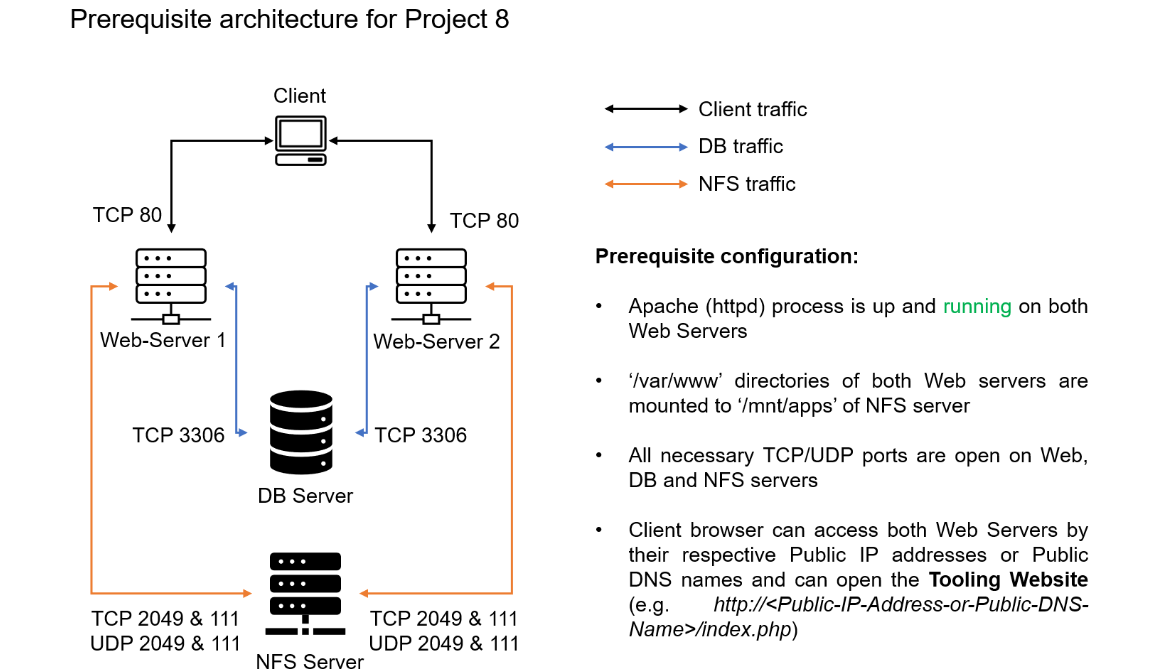 Prerequisite architecture for Project 8
Client
TCP 80
TCP 80
Web-Server 1
Web-Server 2
TCP 3306
TCP 3306
DB Server
TCP 2049 & 111
UDP 2049 & 111
TCP 2049 & 111
UDP 2049 & 111
NFS Server
Client traffic
DB traffic
NFS traffic
Prerequisite configuration:
• Apache (httpd) process is up and running on both
Web Servers
• ‘/var/www’ directories of both Web servers are
mounted to ‘/mnt/apps’ of NFS server
• All necessary TCP/UDP ports are open on Web,
DB and NFS servers
• Client browser can access both Web Servers by
their respective Public IP addresses or Public
DNS names and can open the Tooling Website
(e.g. http://<Public-IP-Address-or-Public-DNS-
Name>/index.php)